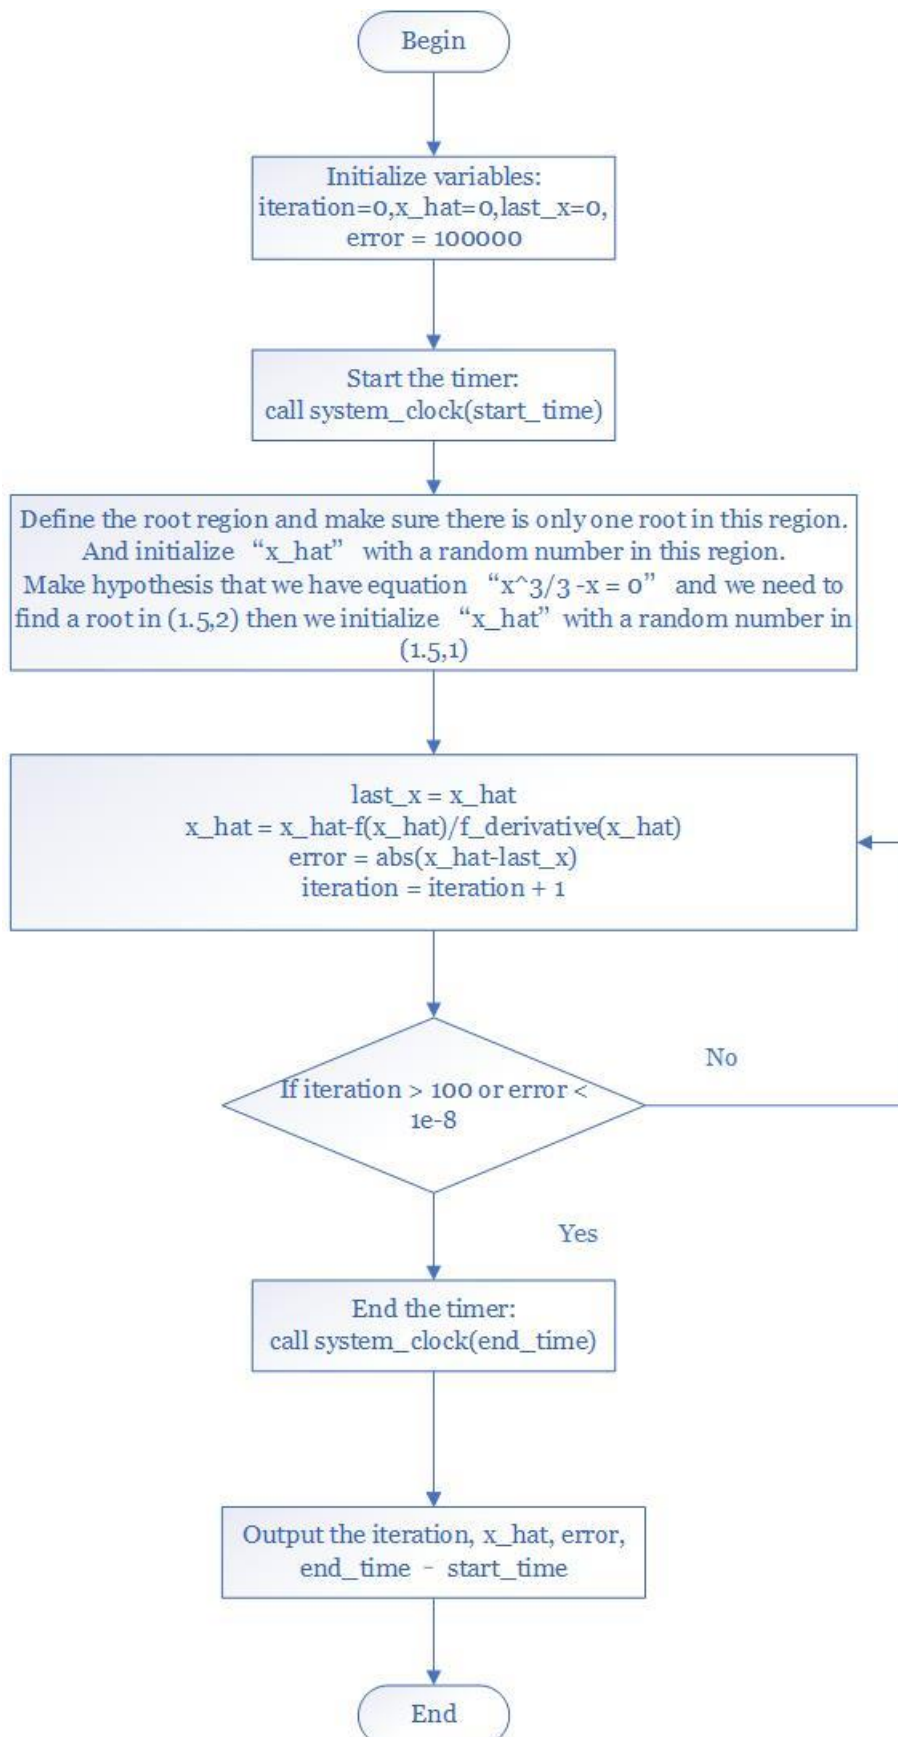 Begin
Initialize variables:
iteration=0,x_hat=0,last_x=0,
error = 100000
Start the timer:
call system_clock(start_time)
Define the root region and make sure there is only one root in this region.
And initialize “x_hat” with a random number in this region.
Make hypothesis that we have equation “x^3/3 -x = 0” and we need to
find a root in (1.5,2) then we initialize “x_hat” with a random number in
(1.5,1)
last_x = x_hat
x_hat = x_hat-f(x_hat)/f_derivative(x_hat)
error = abs(x_hat-last_x)
iteration = iteration + 1
If iteration > 100 or error <
1e-8
No
Yes
End the timer:
call system_clock(end_time)
Output the iteration, x_hat, error,
end_time - start_time
End